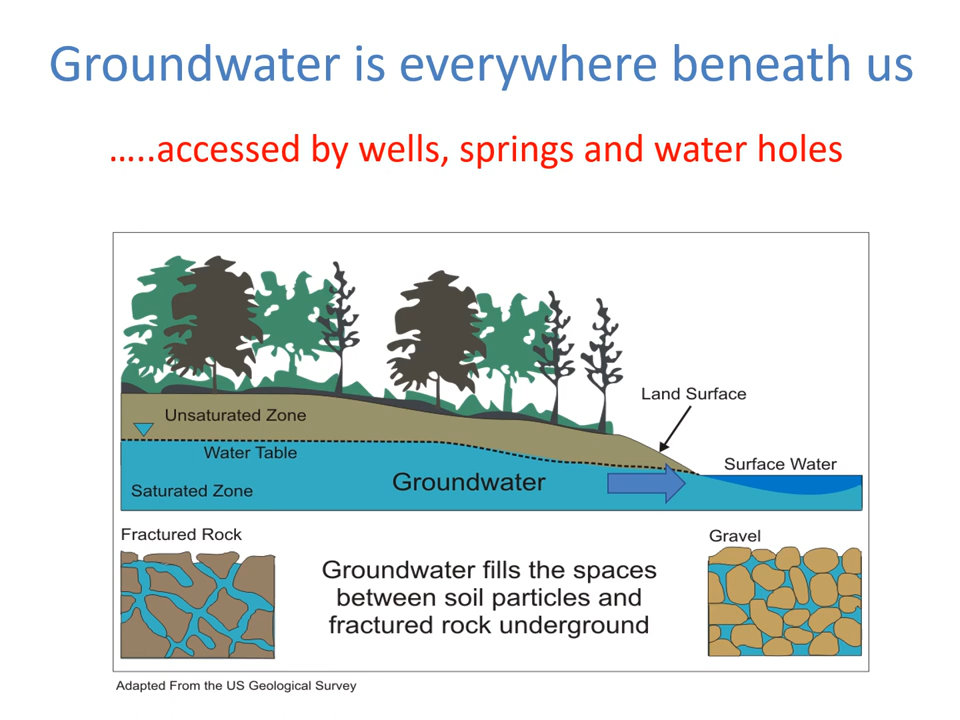 Groundwater is everywhere beneath us
…..accessed by wells, springs and water holes
Land Surface
Unsaturated Zone
Water Table
Surface Water
Groundwater
Saturated Zone
Fractured Rock
Gravel
Groundwater fills the spaces
between soil particles and
fractured rock underground
Adapted From the US Geological Survey